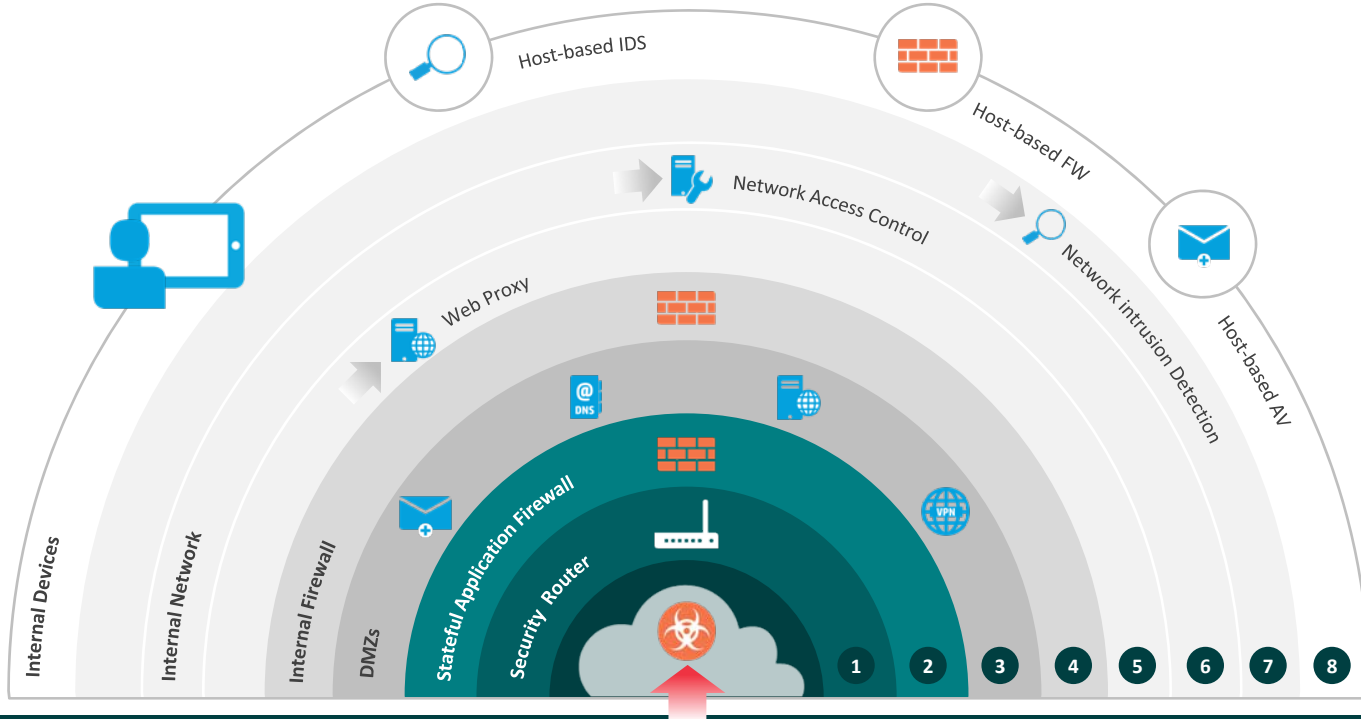 Host-based IDS
Host-based FW
Network Access Control
Network intrusion Detection
Web Proxy
Host-based AV
@
DNS
VPN
Internal Devices
Internal Network
Internal Firewall
DMZs
Stateful Application Firewall
Security Router
1
2
3
4
5
6
7
8